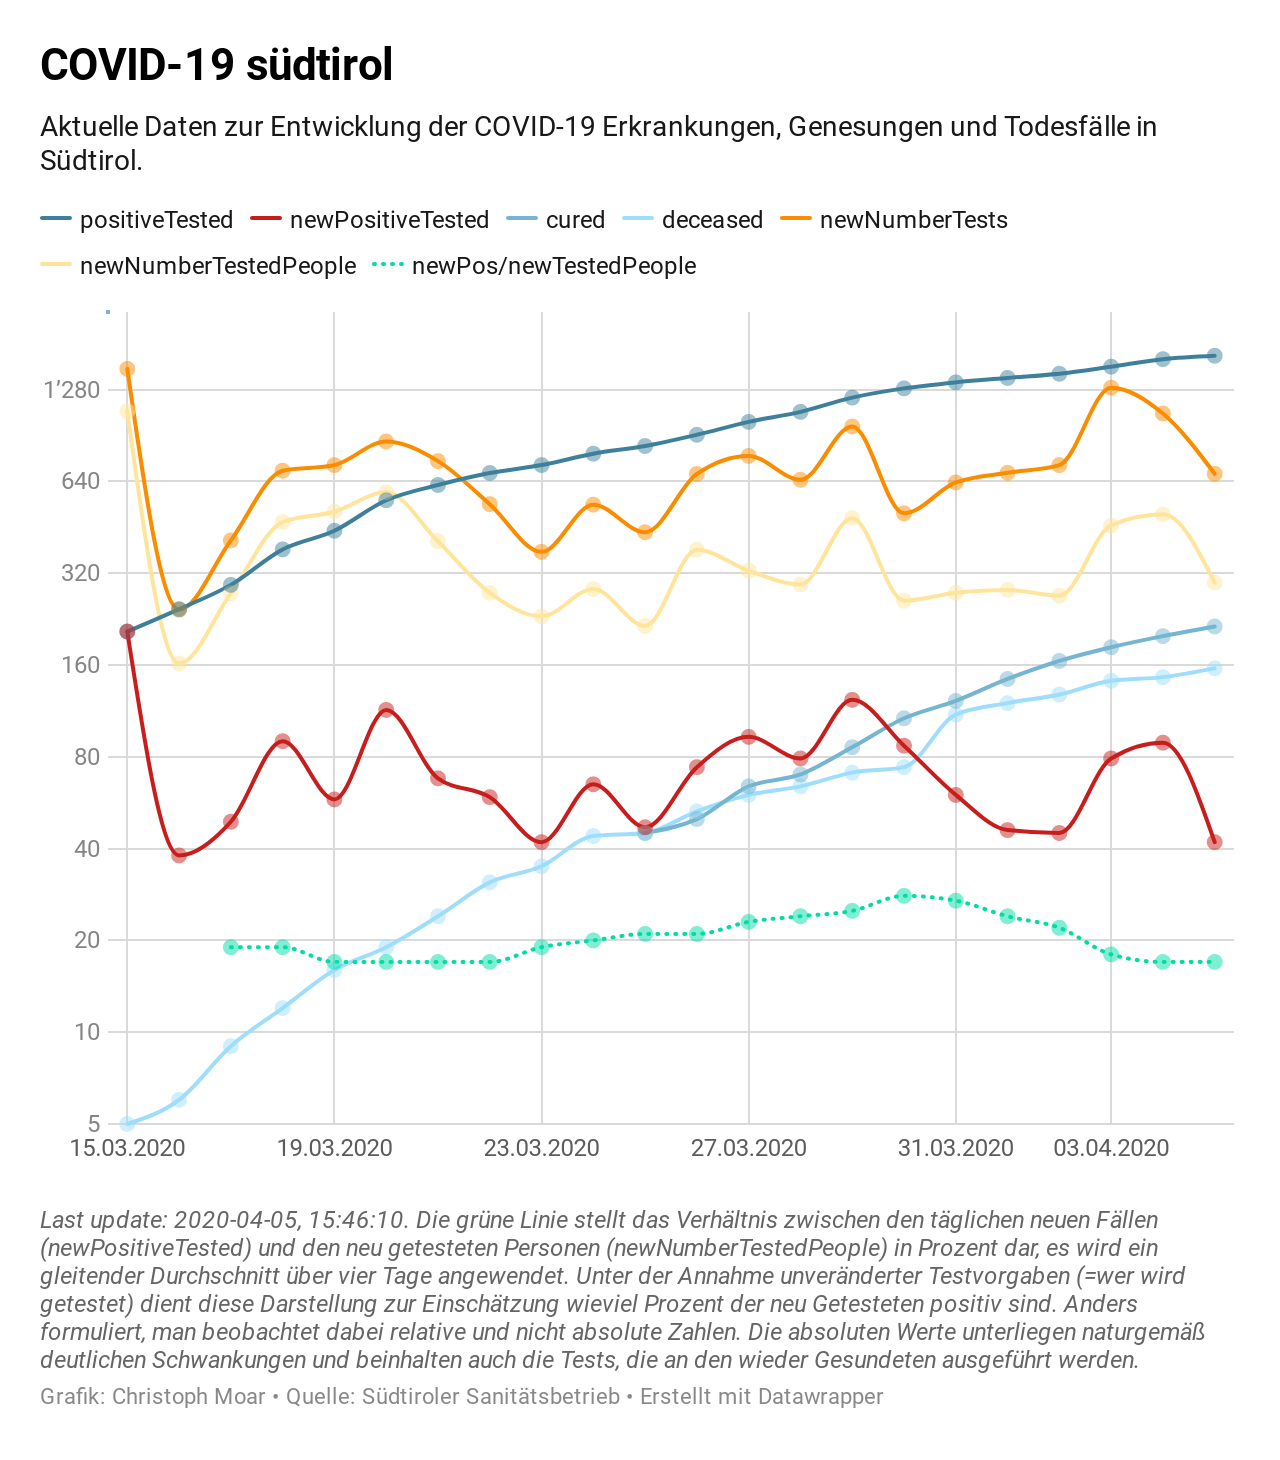 COVID-19 südtirol
Aktuelle Daten zur Entwicklung der COVID-19 Erkrankungen, Genesungen und Todesfälle in
Südtirol.
positiveTested newPositiveTested cured deceased newNumberTests
newNumberTestedPeople newPos/newTestedPeople
1’280
640
320
160
80
40
20
10
5
15.03.2020 19.03.2020 23.03.2020 27.03.2020 31.03.2020 03.04.2020
Last update: 2020-04-05, 15:46:10. Die grüne Linie stellt das Verhältnis zwischen den täglichen neuen Fällen
(newPositiveTested) und den neu getesteten Personen (newNumberTestedPeople) in Prozent dar, es wird ein
gleitender Durchschnitt über vier Tage angewendet. Unter der Annahme unveränderter Testvorgaben (=wer wird
getestet) dient diese Darstellung zur Einschätzung wieviel Prozent der neu Getesteten positiv sind. Anders
formuliert, man beobachtet dabei relative und nicht absolute Zahlen. Die absoluten Werte unterliegen naturgemäß
deutlichen Schwankungen und beinhalten auch die Tests, die an den wieder Gesundeten ausgeführt werden.
Grafik: Christoph Moar • Quelle: Südtiroler Sanitätsbetrieb • Erstellt mit Datawrapper